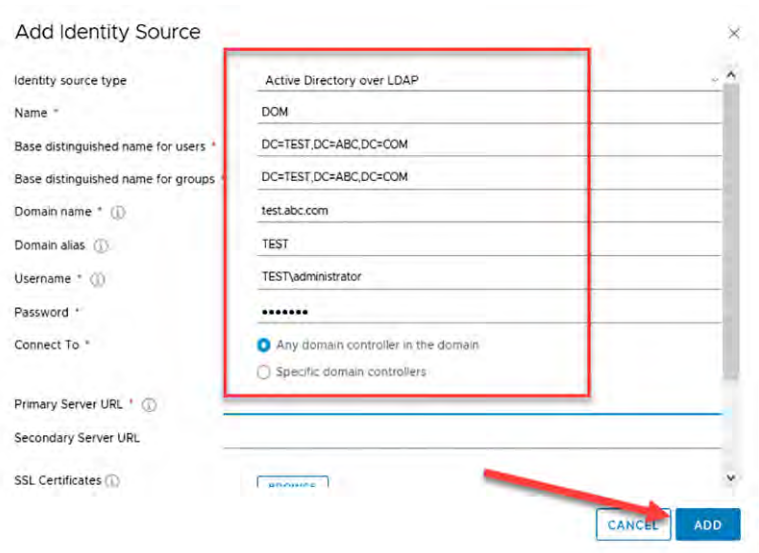 Add Identity Source
Identity source type Active Directory over LDAP
Name * DOM
Base distinguished name for users * DC=TEST,DC=ABC,DC=COM
Base distinguished name for groups * DC=TEST,DC=ABC,DC=COM
Domain name * test.abc.com
Domain alias TEST
Username * TEST\administrator
Password * •••••••
Connect To * Any domain controller in the domain
Specific domain controllers
Primary Server URL *
Secondary Server URL
SSL Certificates BROWSE
CANCEL ADD